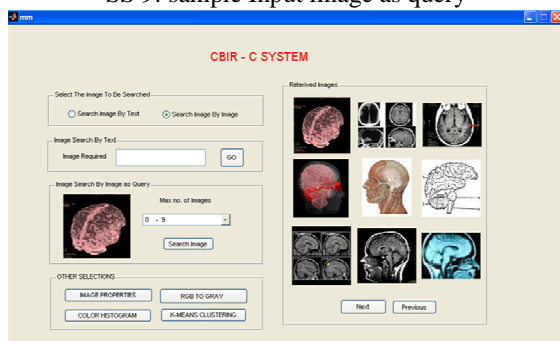 SS 9: sample input image as query
mm
CBIR - C SYSTEM
Select The Image To Be Searched
Search Image By Text
Search Image By Image
Image Search By Text
Image Required
GO
Image Search By Image as Query
Max no. of Images
0 - 9
Search Image
OTHER SELECTIONS
IMAGE PROPERTIES
RGB TO GRAY
COLOR HISTOGRAM
K-MEANS CLUSTERING
Reterived Images
Next
Previous